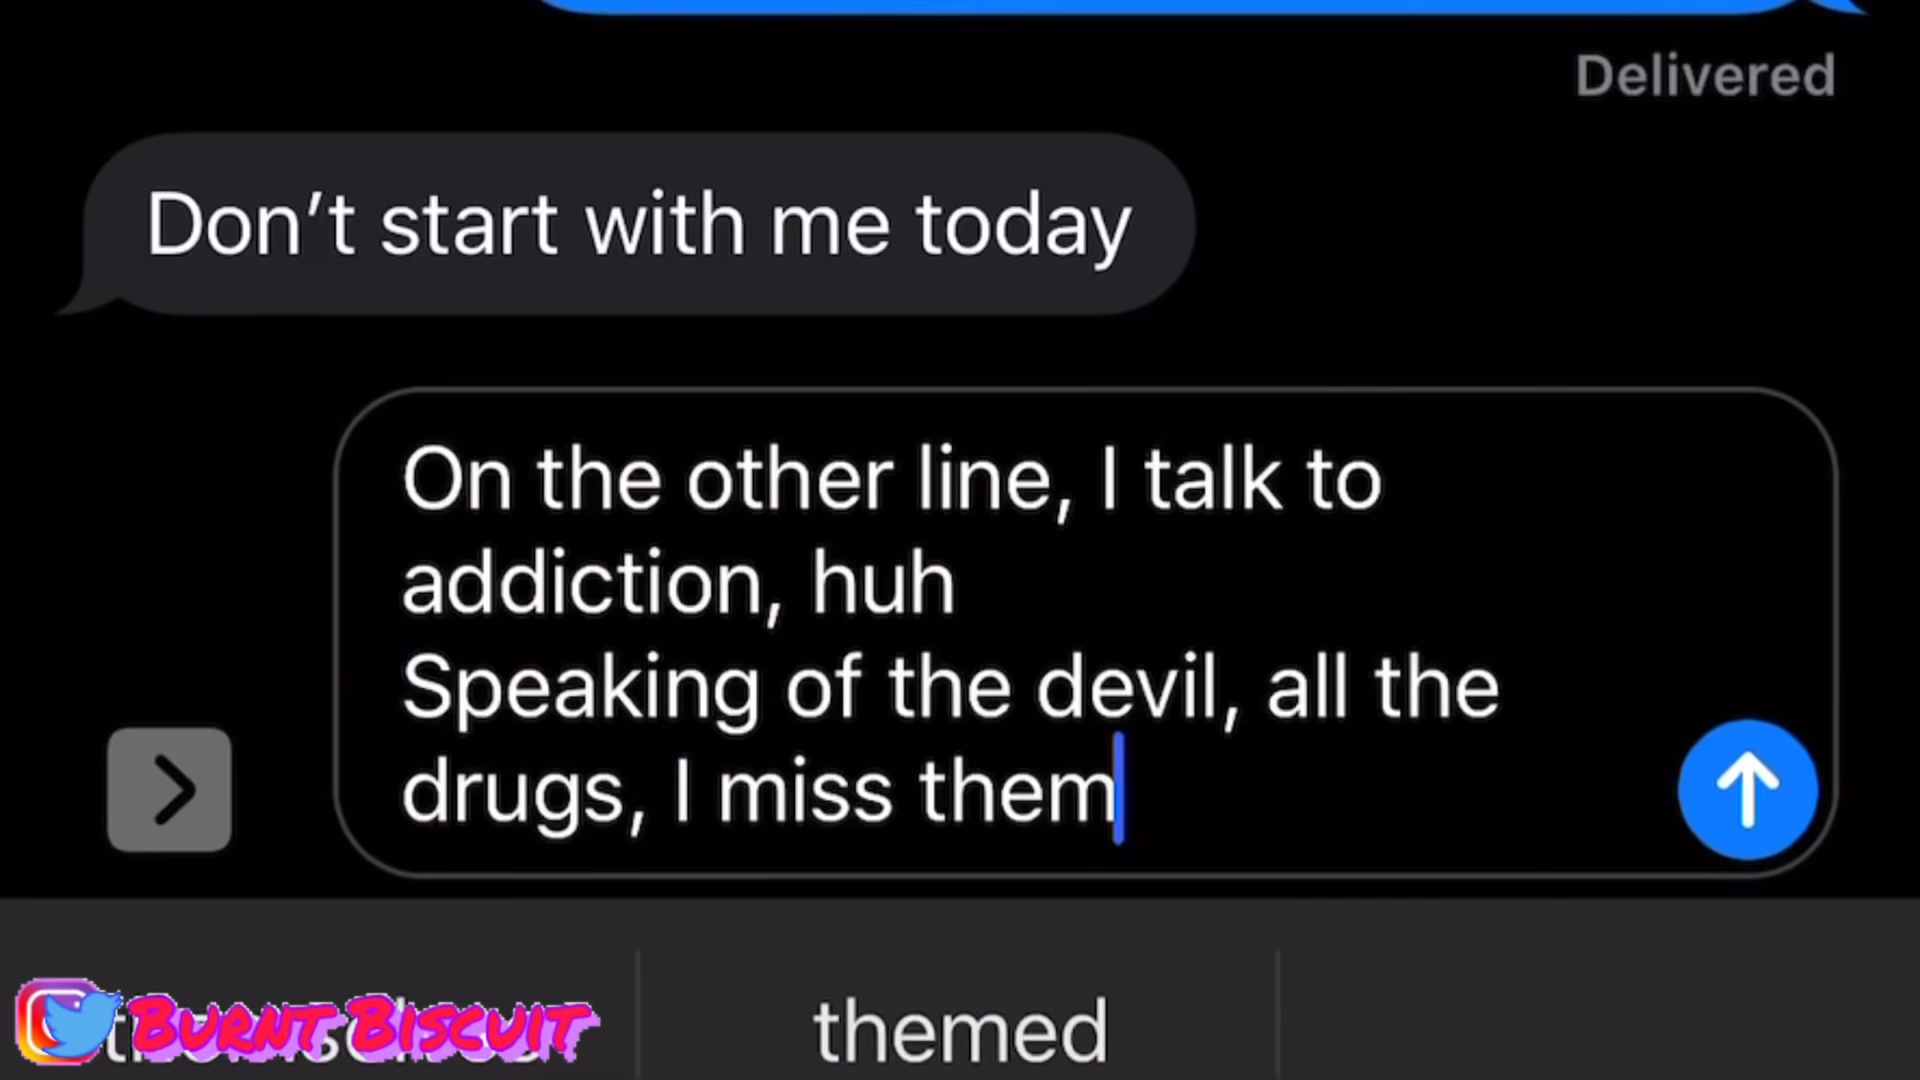 Delivered
Don't start with me today
On the other line, I talk to
addiction, huh
Speaking of the devil, all the
drugs, I miss them
Burnt Biscuit
themed